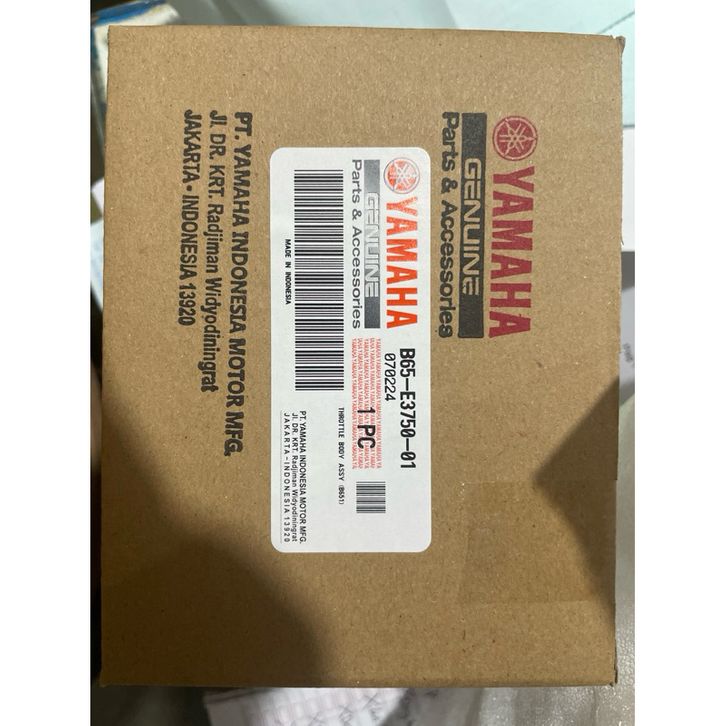 YAMAHA
GENUINE
Parts & Accessories
PT. YAMAHA INDONESIA MOTOR MFG.
Jl. DR. KRT. Radjiman Widyodiningrat
JAKARTA - INDONESIA 13920
B65-E3750-01
070224
1 PC
YAMAHA
GENUINE
Parts & Accessories
THROTTLE BODY ASSY (B651)
MADE IN INDONESIA
PT. YAMAHA INDONESIA MOTOR MFG.
Jl. DR. KRT. Radjiman Widyodiningrat
JAKARTA-INDONESIA 13920